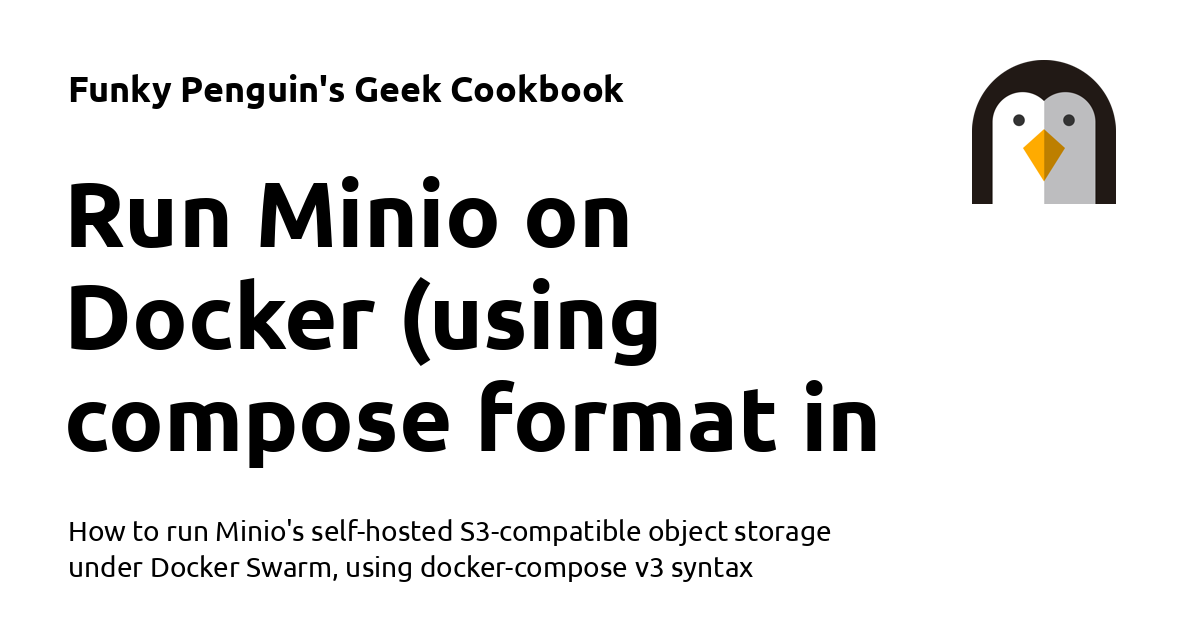 Funky Penguin's Geek Cookbook
Run Minio on
Docker (using
compose format in
How to run Minio's self-hosted S3-compatible object storage
under Docker Swarm, using docker-compose v3 syntax